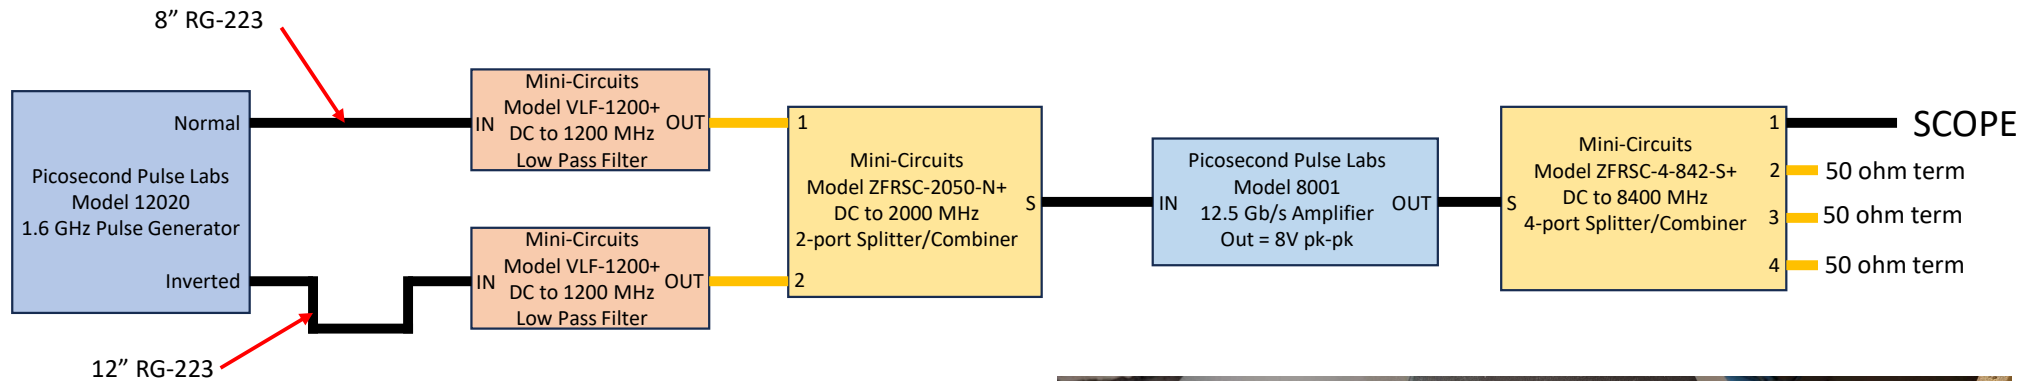 8” RG-223
Normal
Picosecond Pulse Labs
Model 12020
1.6 GHz Pulse Generator
Inverted
12” RG-223
Mini-Circuits
Model VLF-1200+
IN
OUT
DC to 1200 MHz
Low Pass Filter
Mini-Circuits
Model VLF-1200+
IN
OUT
DC to 1200 MHz
Low Pass Filter
1
Mini-Circuits
Model ZFRSC-2050-N+
DC to 2000 MHz
S
2-port Splitter/Combiner
2
Picosecond Pulse Labs
Model 8001
IN
12.5 Gb/s Amplifier
OUT
Out = 8V pk-pk
1
Mini-Circuits
Model ZFRSC-4-842-S+
2
DC to 8400 MHz
S
3
4-port Splitter/Combiner
4
SCOPE
50 ohm term
50 ohm term
50 ohm term